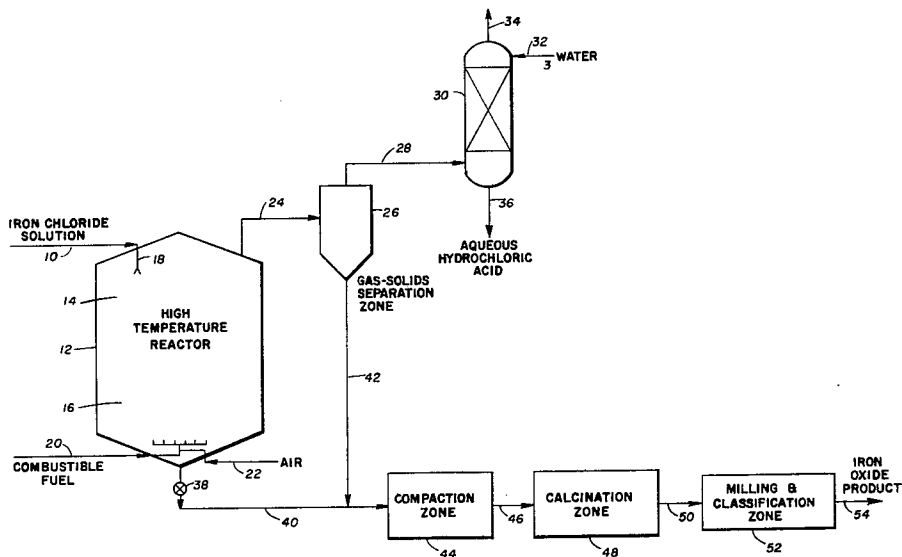 34
32
3 WATER
30
28
24
26
36
IRON CHLORIDE
SOLUTION
10
18
AQUEOUS
HYDROCHLORIC
ACID
GAS-SOLIDS
SEPARATION
ZONE
14
HIGH
TEMPERATURE
REACTOR
12
42
16
20
COMBUSTIBLE
FUEL
22
AIR
38
40
COMPACTION
ZONE
44
46
CALCINATION
ZONE
48
50
MILLING &
CLASSIFICATION
ZONE
52
IRON
OXIDE
PRODUCT
54